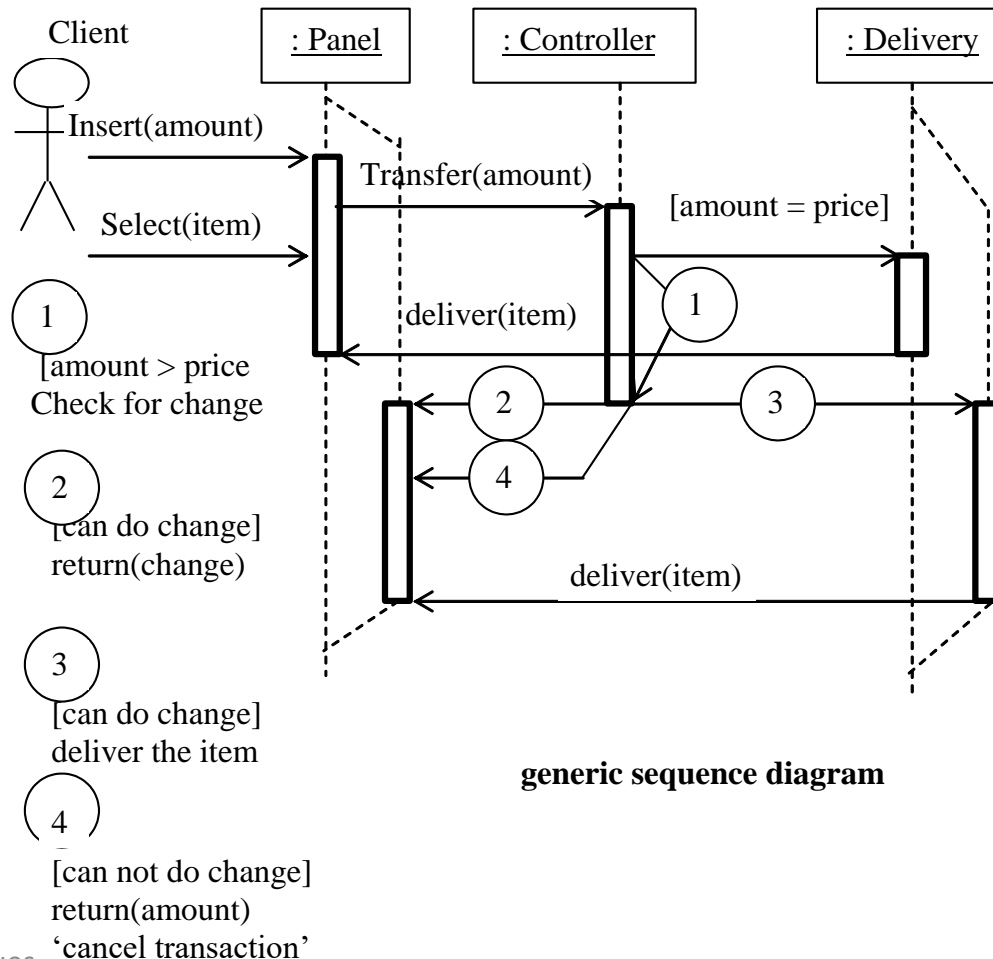 Client
: Panel
: Controller
: Delivery
Insert(amount)
Transfer(amount)
[amount = price]
Select(item)
1
deliver(item)
1
[amount > price
Check for change
2
3
4
2
[can do change]
return(change)
deliver(item)
3
[can do change]
deliver the item
generic sequence diagram
4
[can not do change]
return(amount)
‘cancel transaction’